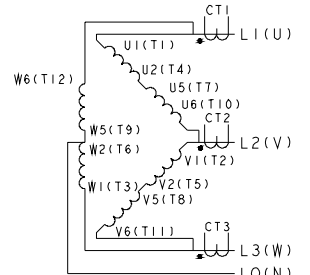 CT1
L1(U)
U1(T1)
U2(T4)
W6(T12)
U5(T7)
U6(T10)
CT2
W5(T9)
L2(V)
W2(T6)
V1(T2)
W1(T3)
V2(T5)
V5(T8)
CT3
V6(T11)
L3(W)
L0(N)